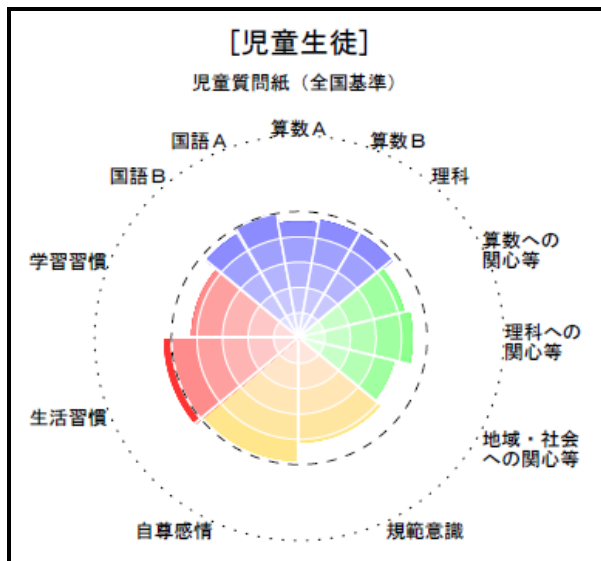 [児童生徒]
児童質問紙（全国基準）
算数A
国語A
算数B
国語B
理科
学習習慣
算数への
関心等
理科への
関心等
生活習慣
地域・社会
への関心等
自尊感情
規範意識